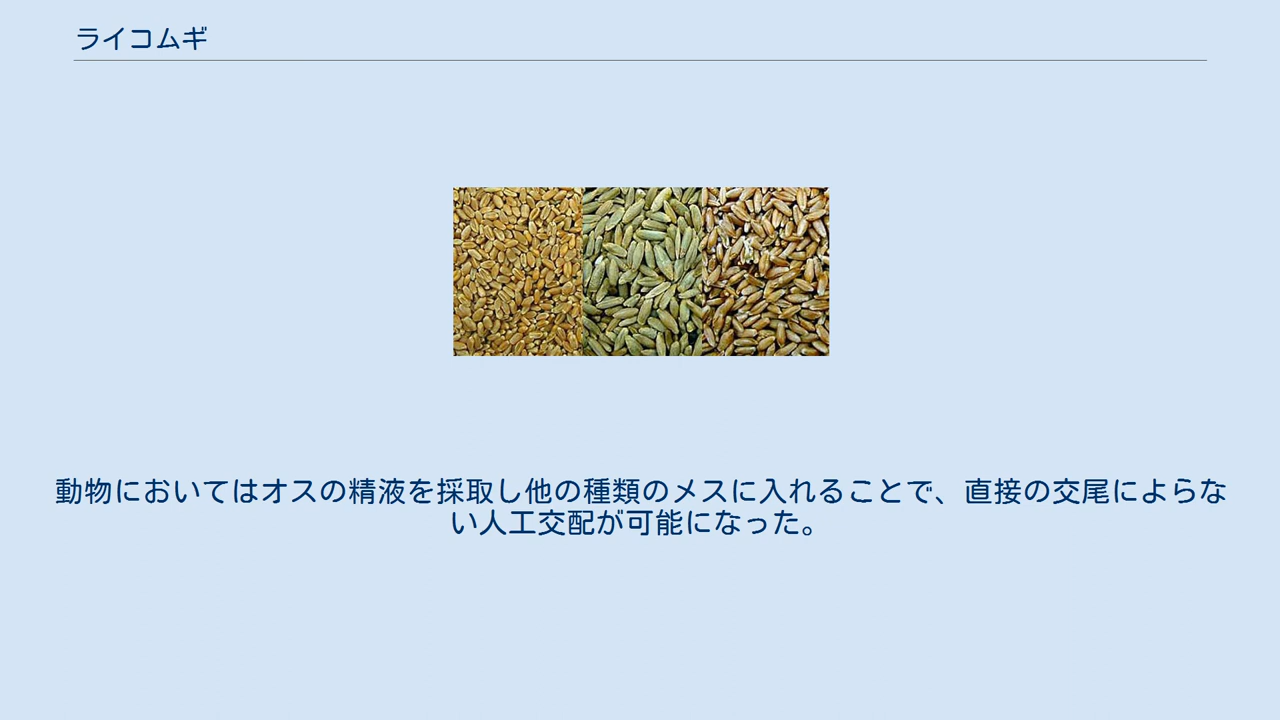 ライコムギ
動物においてはオスの精液を採取し他の種類のメスに入れることで、直接の交尾によらな
い人工交配が可能になった。